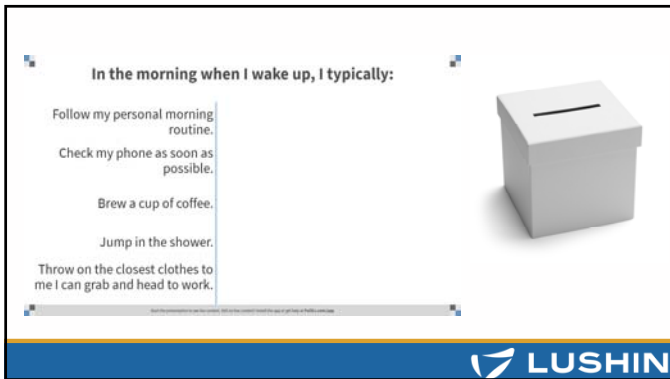 In the morning when I wake up, I typically:
Follow my personal morning
routine.
Check my phone as soon as
possible.
Brew a cup of coffee.
Jump in the shower.
Throw on the closest clothes to
me I can grab and head to work.
LUSHIN